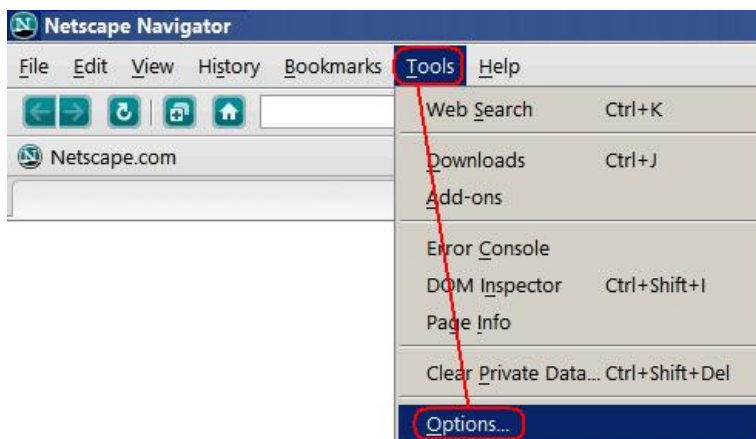 Netscape Navigator
File Edit View History Bookmarks Tools Help
Web Search Ctrl+K
Netscape.com
Downloads Ctrl+J
Add-ons
Error Console
DOM Inspector Ctrl+Shift+I
Page Info
Clear Private Data... Ctrl+Shift+Del
Options...